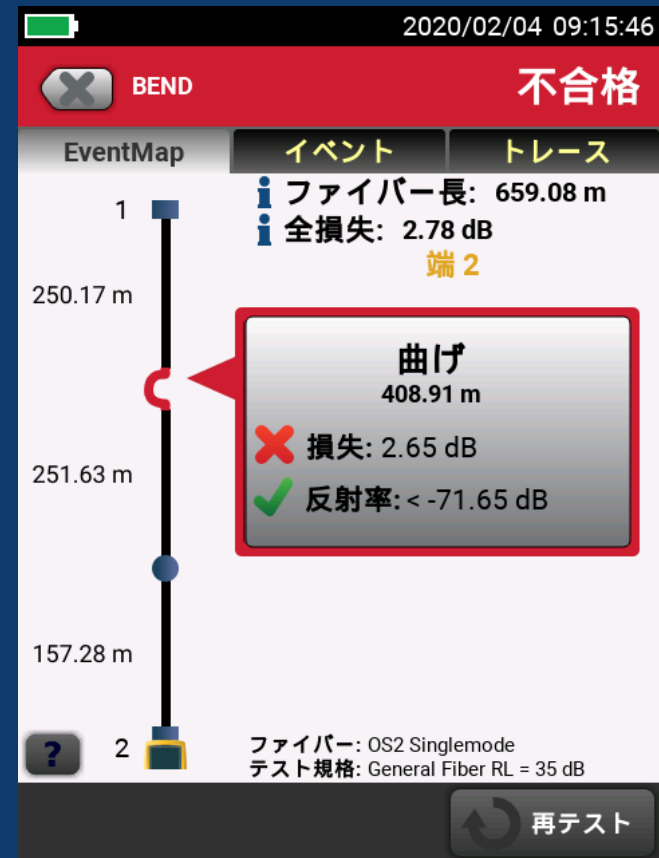 2020/02/04 09:15:46
BEND
不合格
EventMap
イベント
トレース
1
ファイバー長: 659.08 m
全損失: 2.78 dB
端 2
250.17 m
曲げ
408.91 m
損失: 2.65 dB
反射率: < -71.65 dB
251.63 m
157.28 m
?
2
ファイバー: OS2 Singlemode
テスト規格: General Fiber RL = 35 dB
再テスト